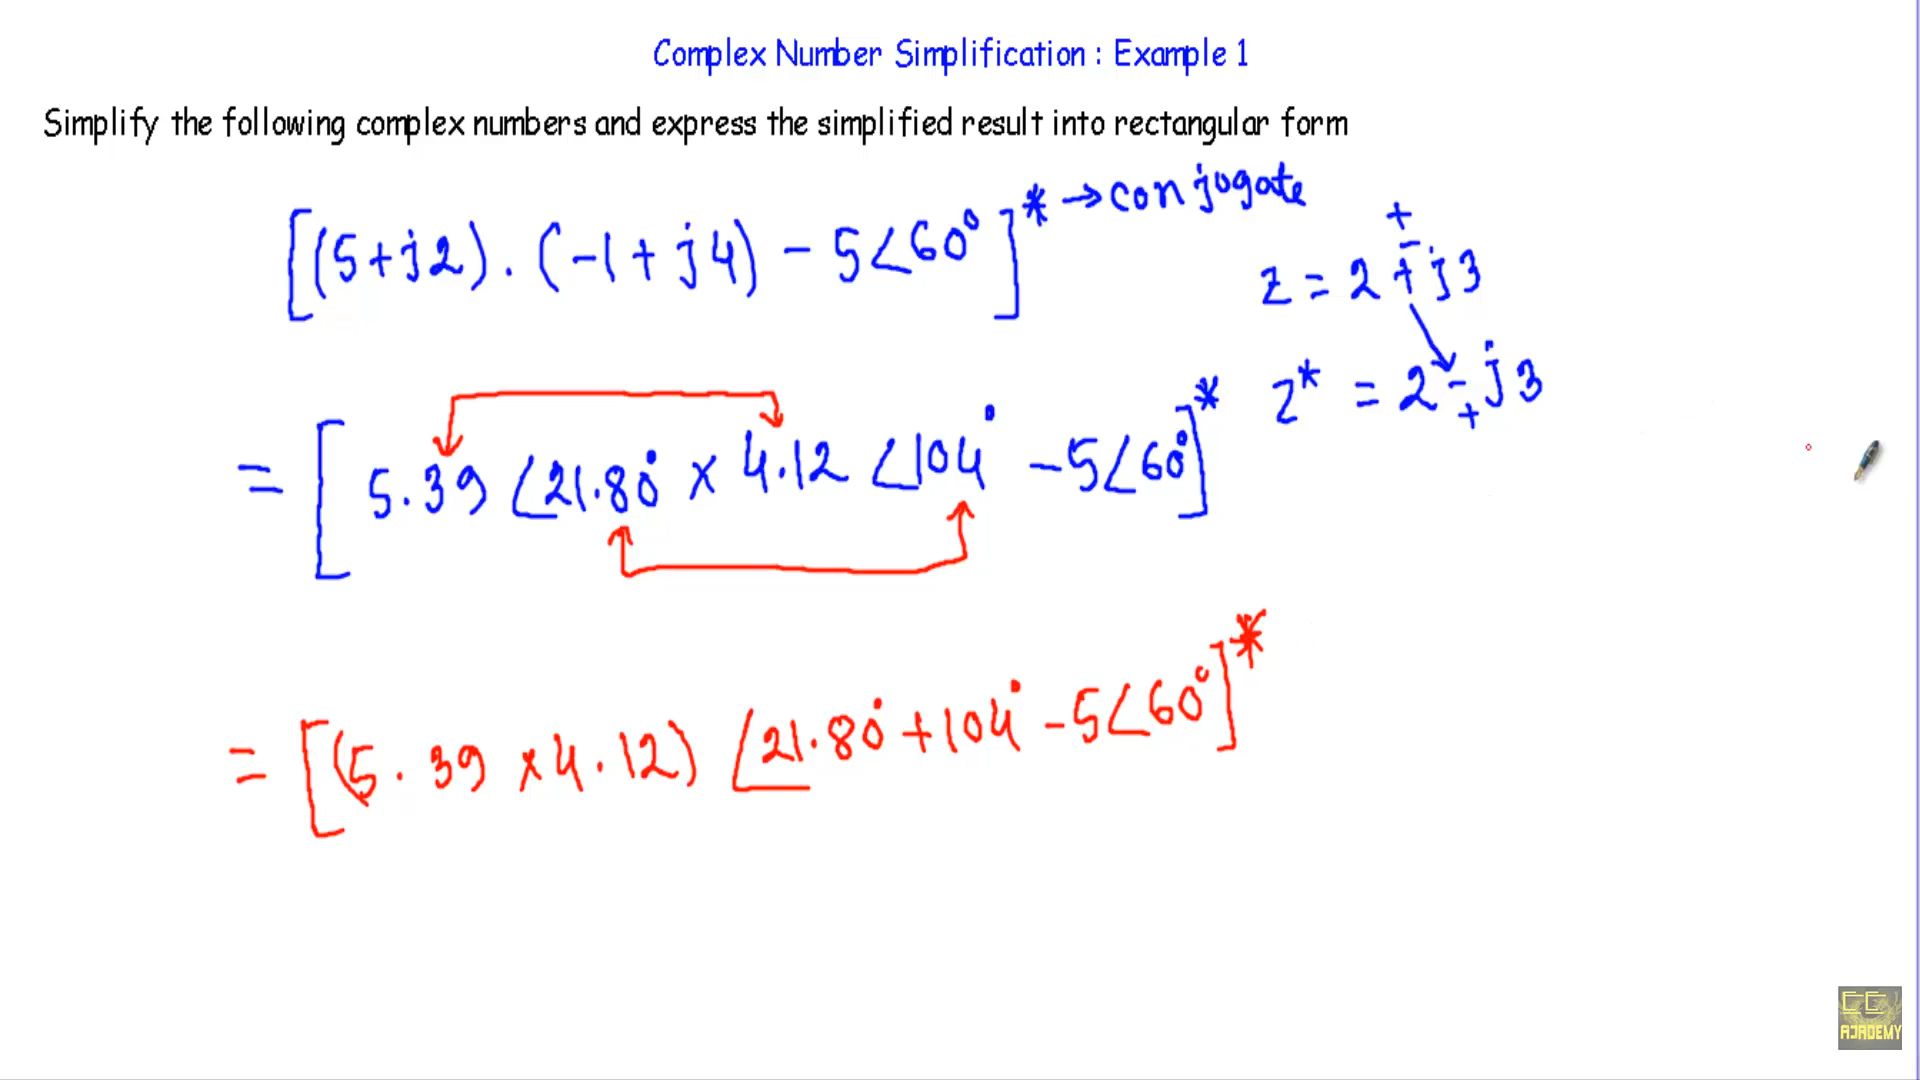 Complex Number Simplification : Example 1
Simplify the following complex numbers and express the simplified result into rectangular form
[(5+j2).(-1+j4) - 5∠60°]* → conjugate
+
-
z = 2 + j3
z* = 2 - j3
+
= [5.39 ∠21.80° × 4.12 ∠104° - 5∠60°]*
= [(5.39 × 4.12) ∠21.80° + 104° - 5∠60°]*
EE
ACADEMY